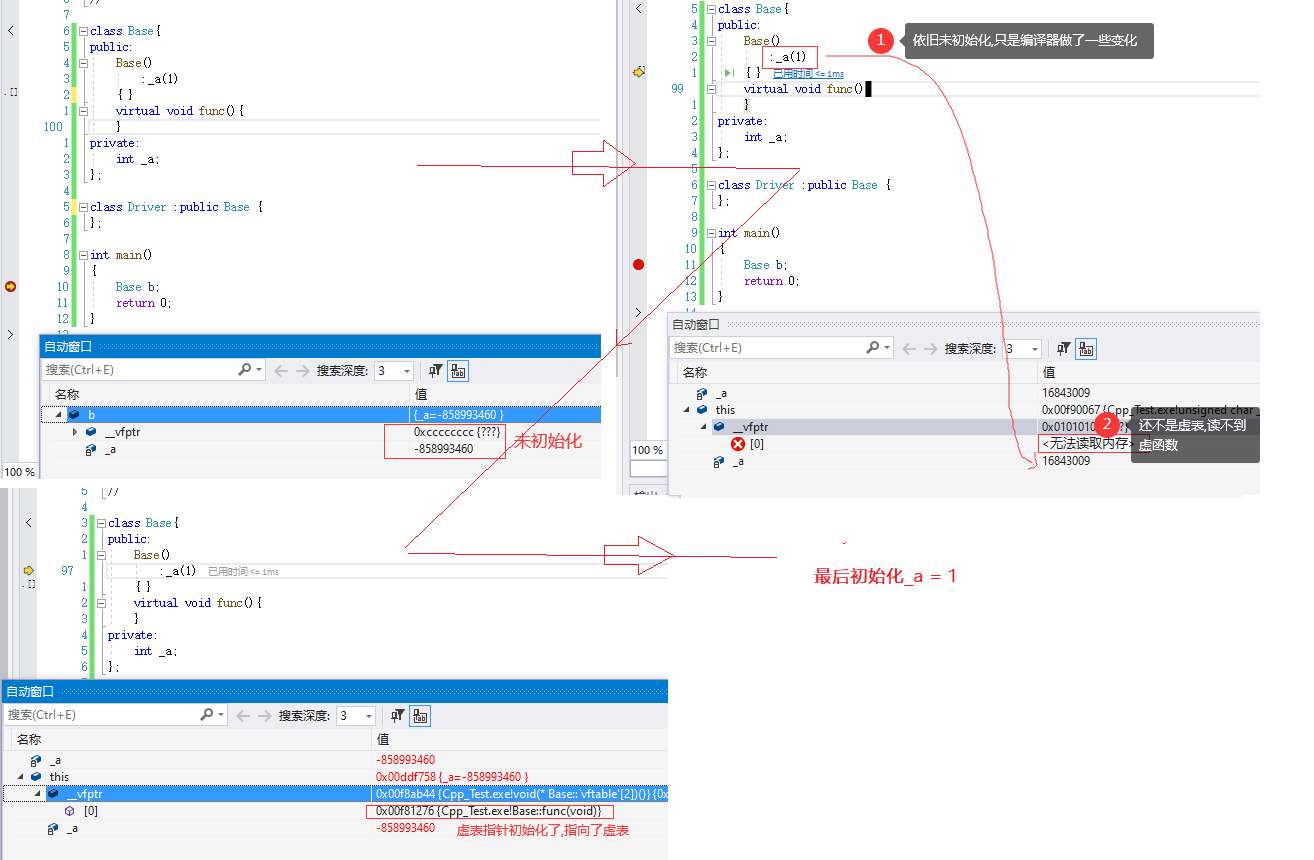 //
7
6 class Base{
5 public:
4 Base()
3 :_a(1)
2 {}
1 virtual void func(){
100 }
1 private:
2 int _a;
3 };
4
5 class Driver :public Base {
6 };
7
8 int main()
9 {
10 Base b;
11 return 0;
12 }
自动窗口
搜索(Ctrl+E)
搜索深度: 3
名称 值
b {_a=-858993460 }
__vfptr 0xcccccccc {???}
_a -858993460
未初始化
100 %
5 class Base{
4 public:
3 Base()
2 :_a(1)
1 {} 已用时间 <= 1ms
99 virtual void func()
1 }
2 private:
3 int _a;
4 };
5
6 class Driver :public Base {
7 };
8
9 int main()
10 {
11 Base b;
12 return 0;
13 }
1 依旧未初始化,只是编译器做了一些变化
自动窗口
搜索(Ctrl+E)
搜索深度: 3
名称 值
_a 16843009
this 0x00f90067 {Cpp_Test.exe!unsigned char
__vfptr 0x0101010
[0] <无法读取内存>
_a 16843009
2 还不是虚表,读不到
虚函数
100 %
5 //
4
3 class Base{
2 public:
1 Base()
97 :_a(1) 已用时间 <= 1ms
1 {}
2 virtual void func(){
3 }
4 private:
5 int _a;
6 };
最后初始化_a = 1
自动窗口
搜索(Ctrl+E)
搜索深度: 3
名称 值
_a -858993460
this 0x00ddf758 {_a=-858993460 }
__vfptr 0x00f8ab44 {Cpp_Test.exe!void(* Base::`vftable'[2])()} {0x
[0] 0x00f81276 {Cpp_Test.exe!Base::func(void)}
_a -858993460
虚表指针初始化了,指向了虚表